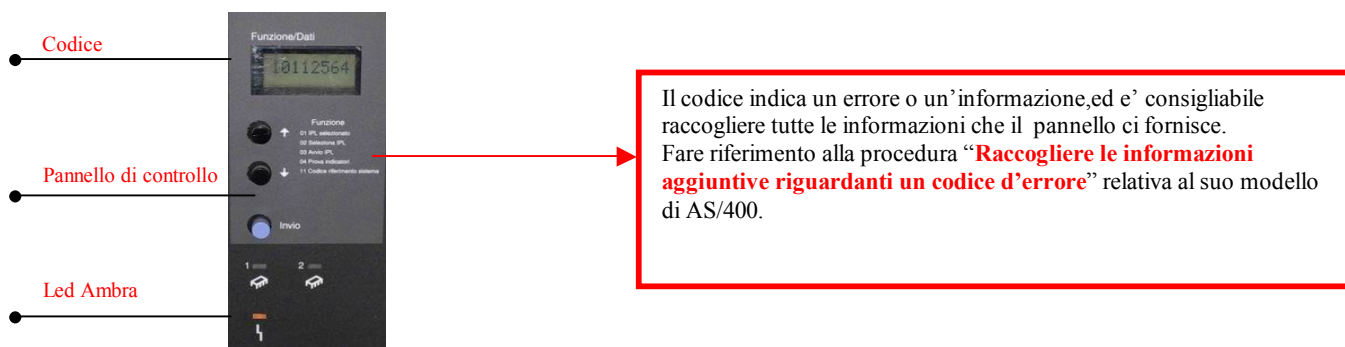 Codice
Pannello di controllo
Led Ambra
Funzione/Dati
10112564
Funzione
01 IPL selezionato
02 Seleziona IPL
03 Avvio IPL
04 Prova indicatori
11 Codice riferimento sistema
Invio
1 2
Il codice indica un errore o un’informazione,ed e’ consigliabile
raccogliere tutte le informazioni che il pannello ci fornisce.
Fare riferimento alla procedura “Raccogliere le informazioni
aggiuntive riguardanti un codice d’errore” relativa al suo modello
di AS/400.